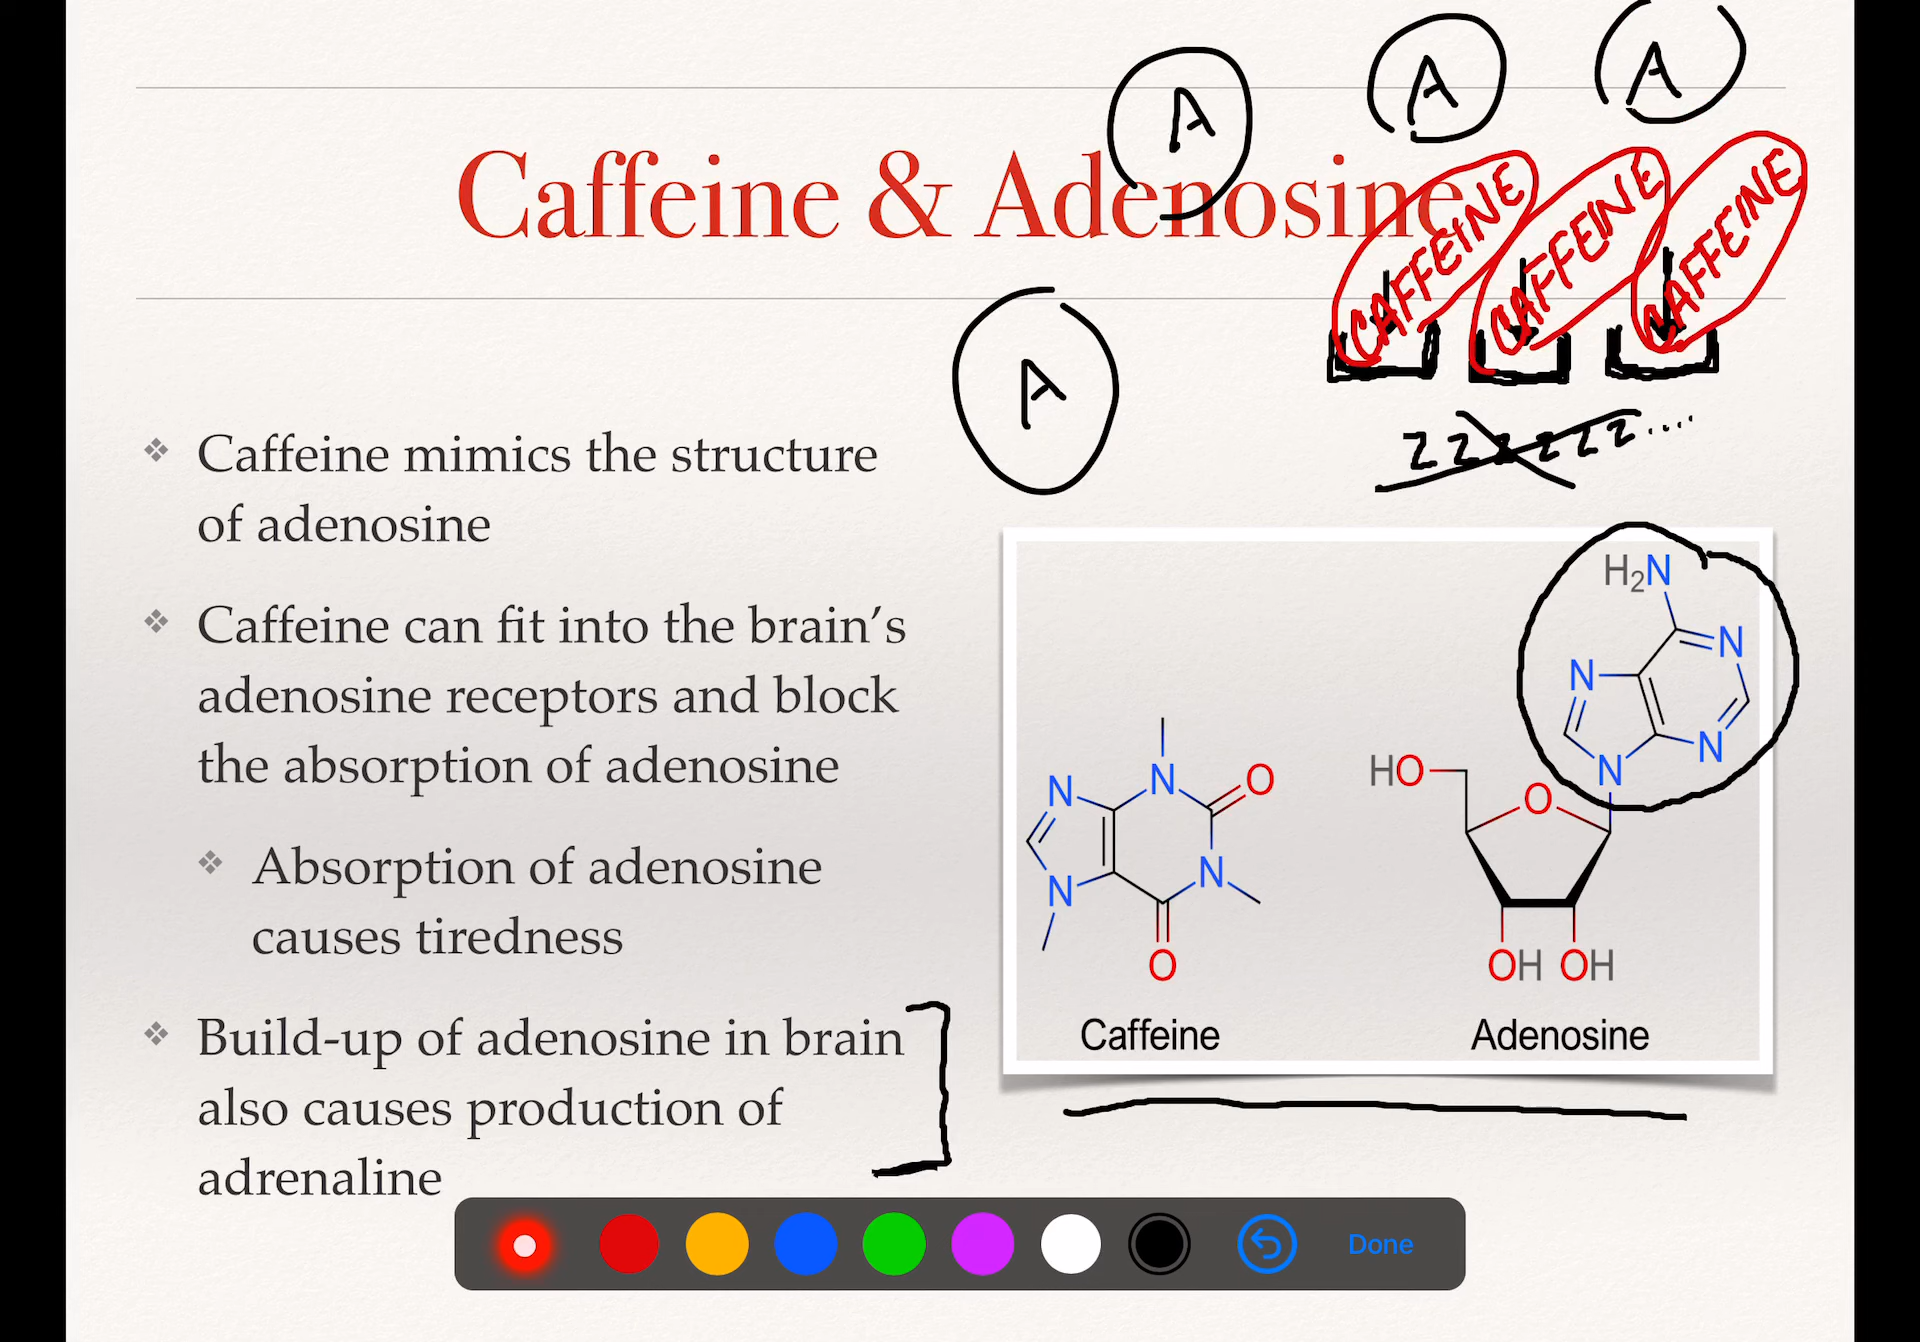 A
A
A
Caffeine & Adenosine
CAFFEINE
CAFFEINE
CAFFEINE
A
Z Z Z Z Z Z Z ....
❖ Caffeine mimics the structure
of adenosine
❖ Caffeine can fit into the brain’s
adenosine receptors and block
the absorption of adenosine
❖ Absorption of adenosine
causes tiredness
❖ Build-up of adenosine in brain
also causes production of
adrenaline
H₂N
N
N
N
N
N
N
O
N
N
O
Caffeine
HO
O
OH OH
Adenosine
Done